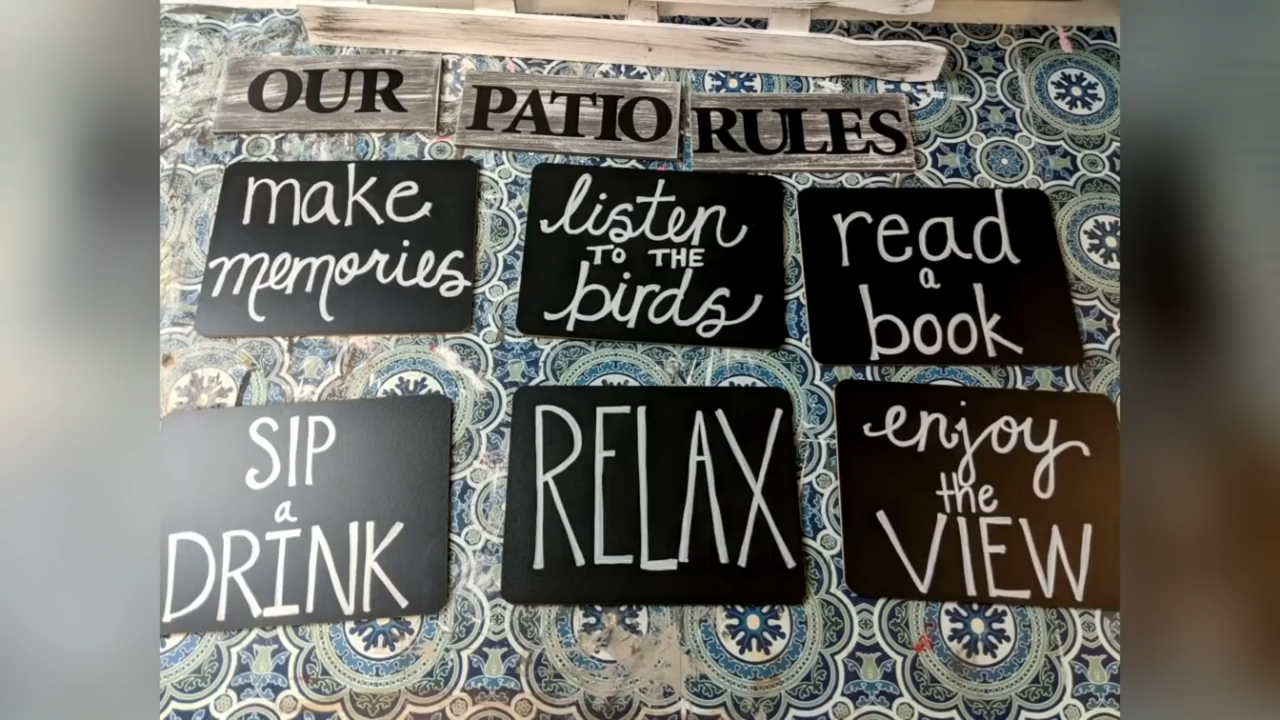 OUR PATIO RULES
make
memories
listen
TO THE
birds
read
a
book
SIP
a
DRINK
RELAX
enjoy
the
VIEW